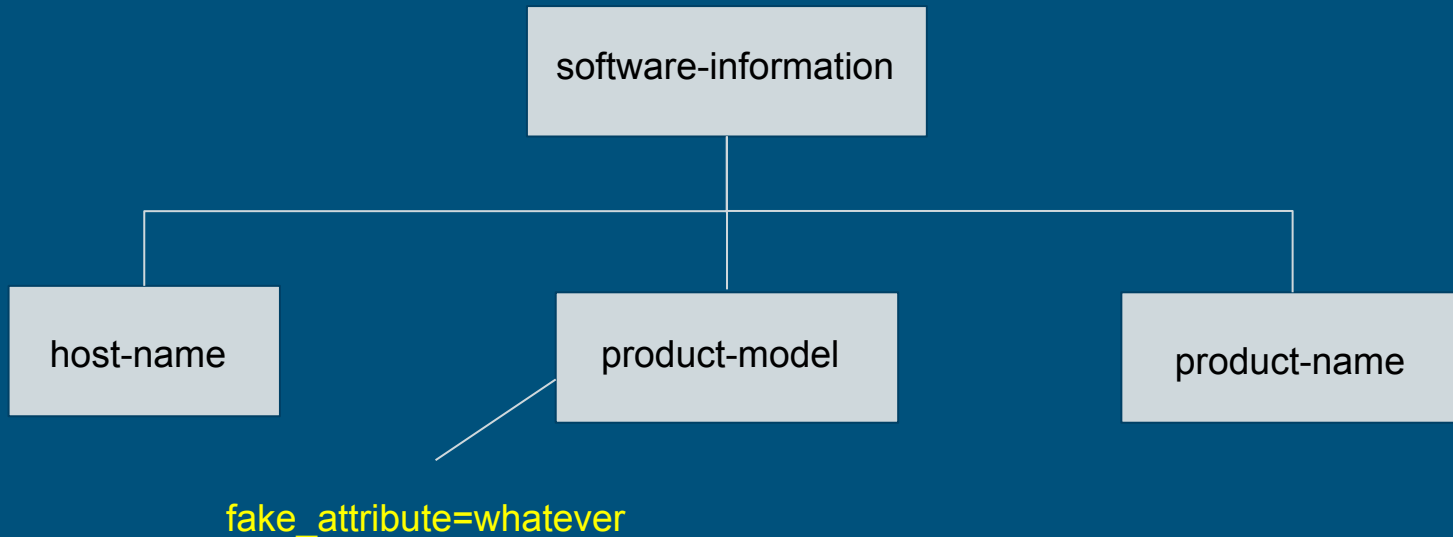 software-information
host-name
product-model
product-name
fake_attribute=whatever